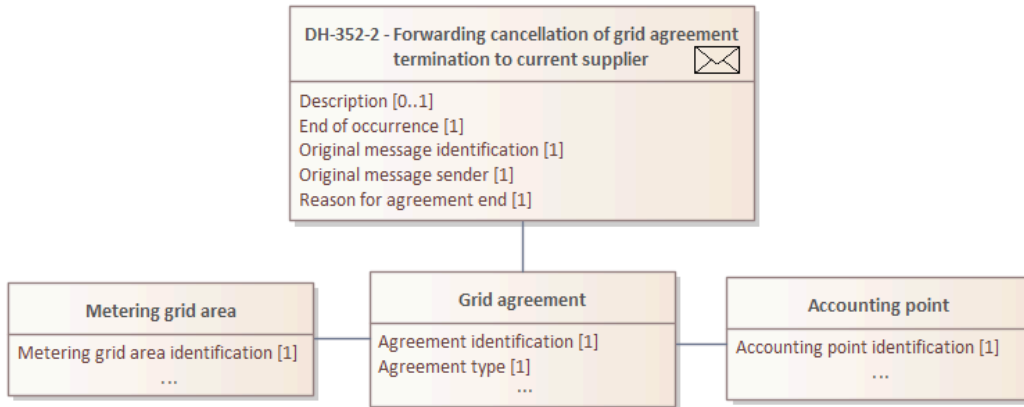 DH-352-2 - Forwarding cancellation of grid agreement
termination to current supplier
Description [0..1]
End of occurrence [1]
Original message identification [1]
Original message sender [1]
Reason for agreement end [1]
Metering grid area
Metering grid area identification [1]
...
Grid agreement
Agreement identification [1]
Agreement type [1]
...
Accounting point
Accounting point identification [1]
...